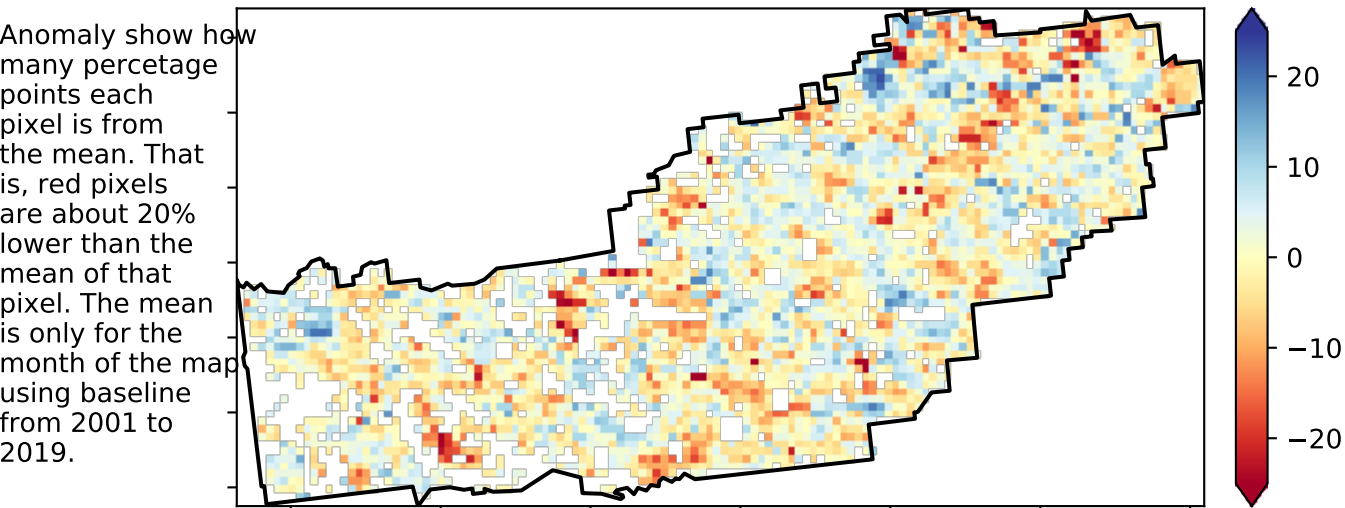 Anomaly show how
many percetage
points each
pixel is from
the mean. That
is, red pixels
are about 20%
lower than the
mean of that
pixel. The mean
is only for the
month of the map
using baseline
from 2001 to
2019.
20
10
0
−10
−20